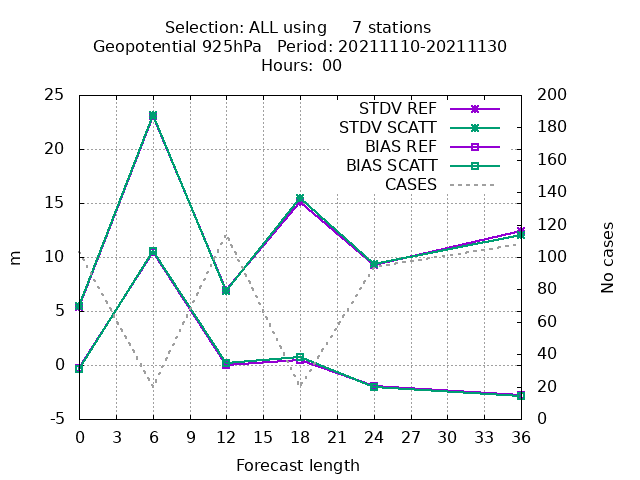 Selection: ALL using     7 stations
Geopotential 925hPa   Period: 20211110-20211130
Hours: 00
25
20
15
10
5
0
-5
m
200
180
160
140
120
100
80
60
40
20
0
No cases
STDV REF
STDV SCATT
BIAS REF
BIAS SCATT
CASES
0 3 6 9 12 15 18 21 24 27 30 33 36
Forecast length